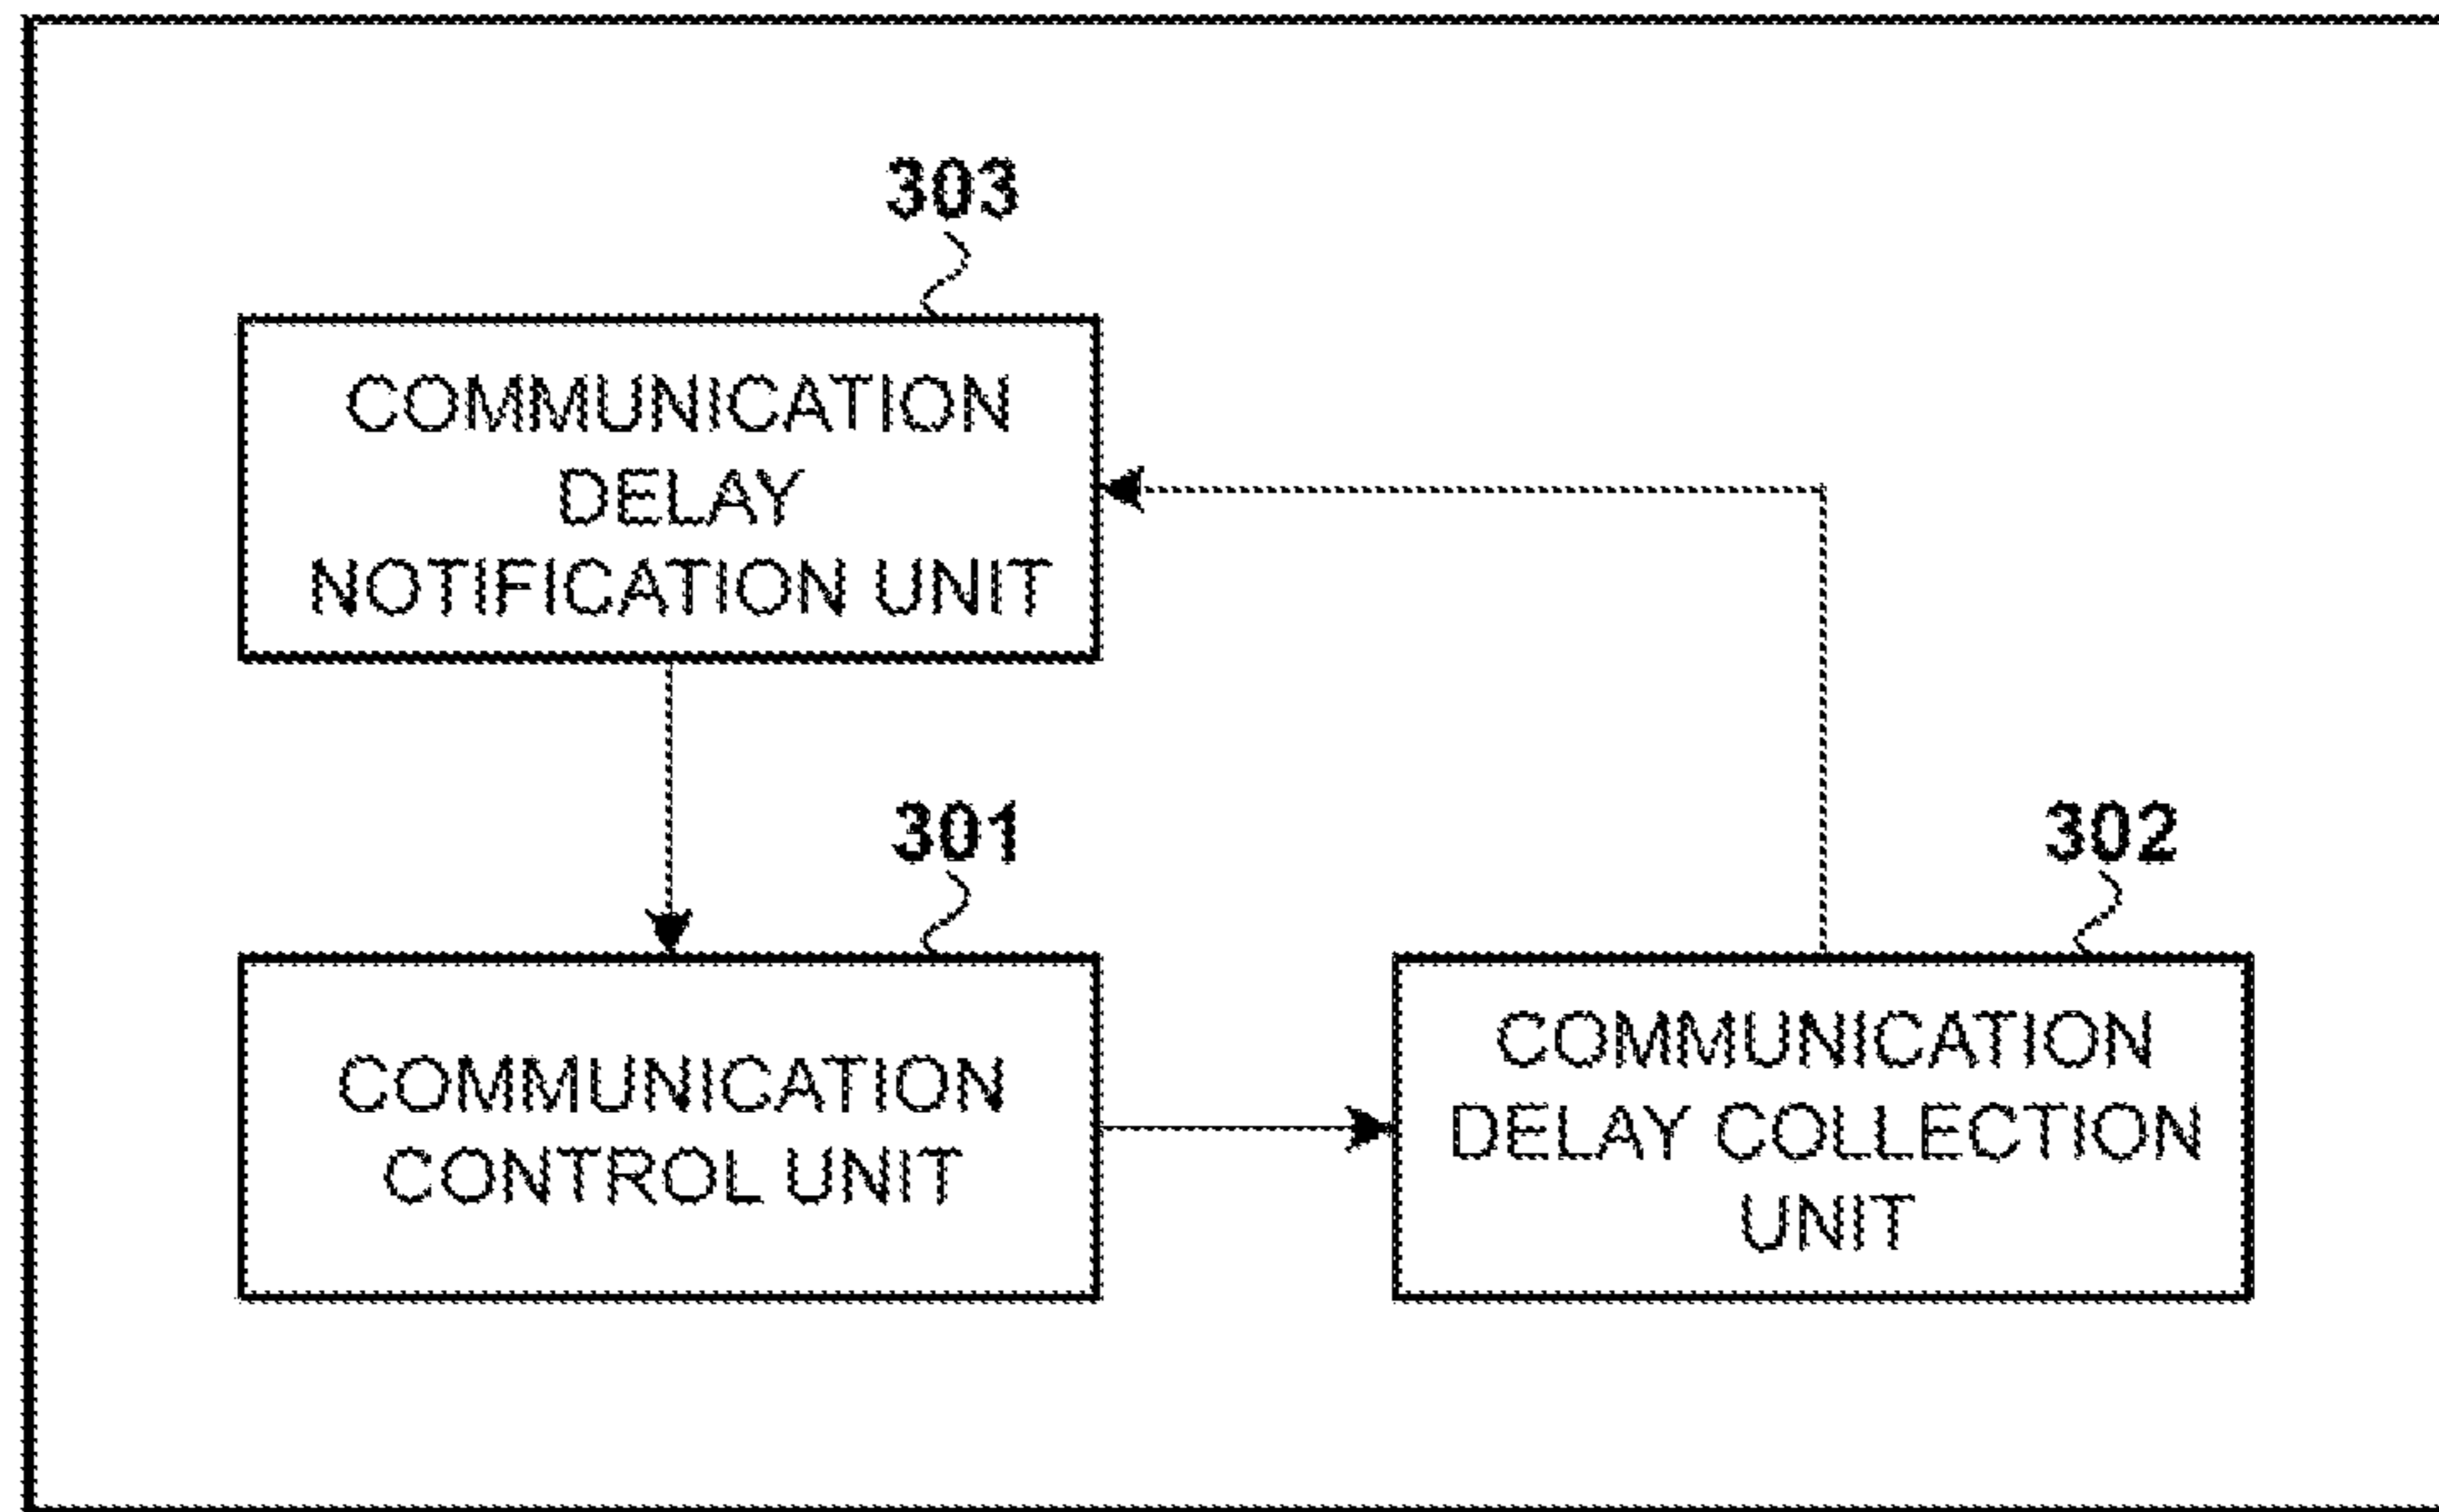 303
COMMUNICATION
DELAY
NOTIFICATION UNIT
301
COMMUNICATION
CONTROL UNIT
302
COMMUNICATION
DELAY COLLECTION
UNIT